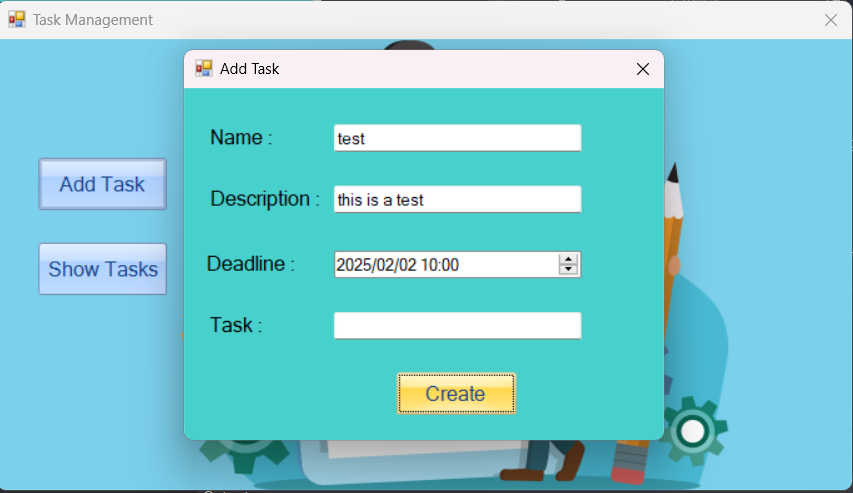 Task Management
Add Task
Name : test
Description : this is a test
Deadline : 2025/02/02 10:00
Task :
Create
Add Task
Show Tasks